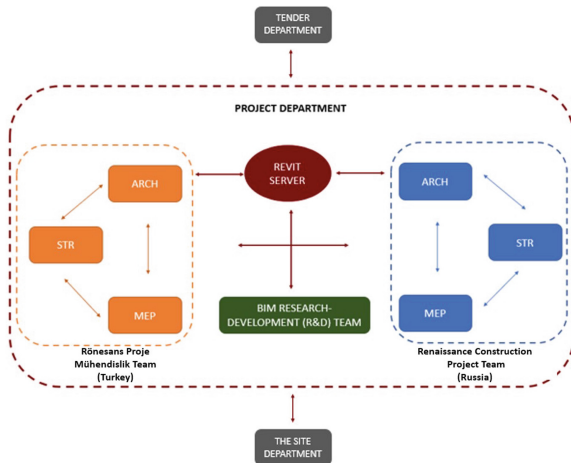 TENDER
DEPARTMENT
PROJECT DEPARTMENT
REVIT
SERVER
ARCH
STR
MEP
ARCH
STR
MEP
BIM RESEARCH-
DEVELOPMENT (R&D) TEAM
Rönesans Proje
Mühendislik Team
(Turkey)
Renaissance Construction
Project Team
(Russia)
THE SITE
DEPARTMENT